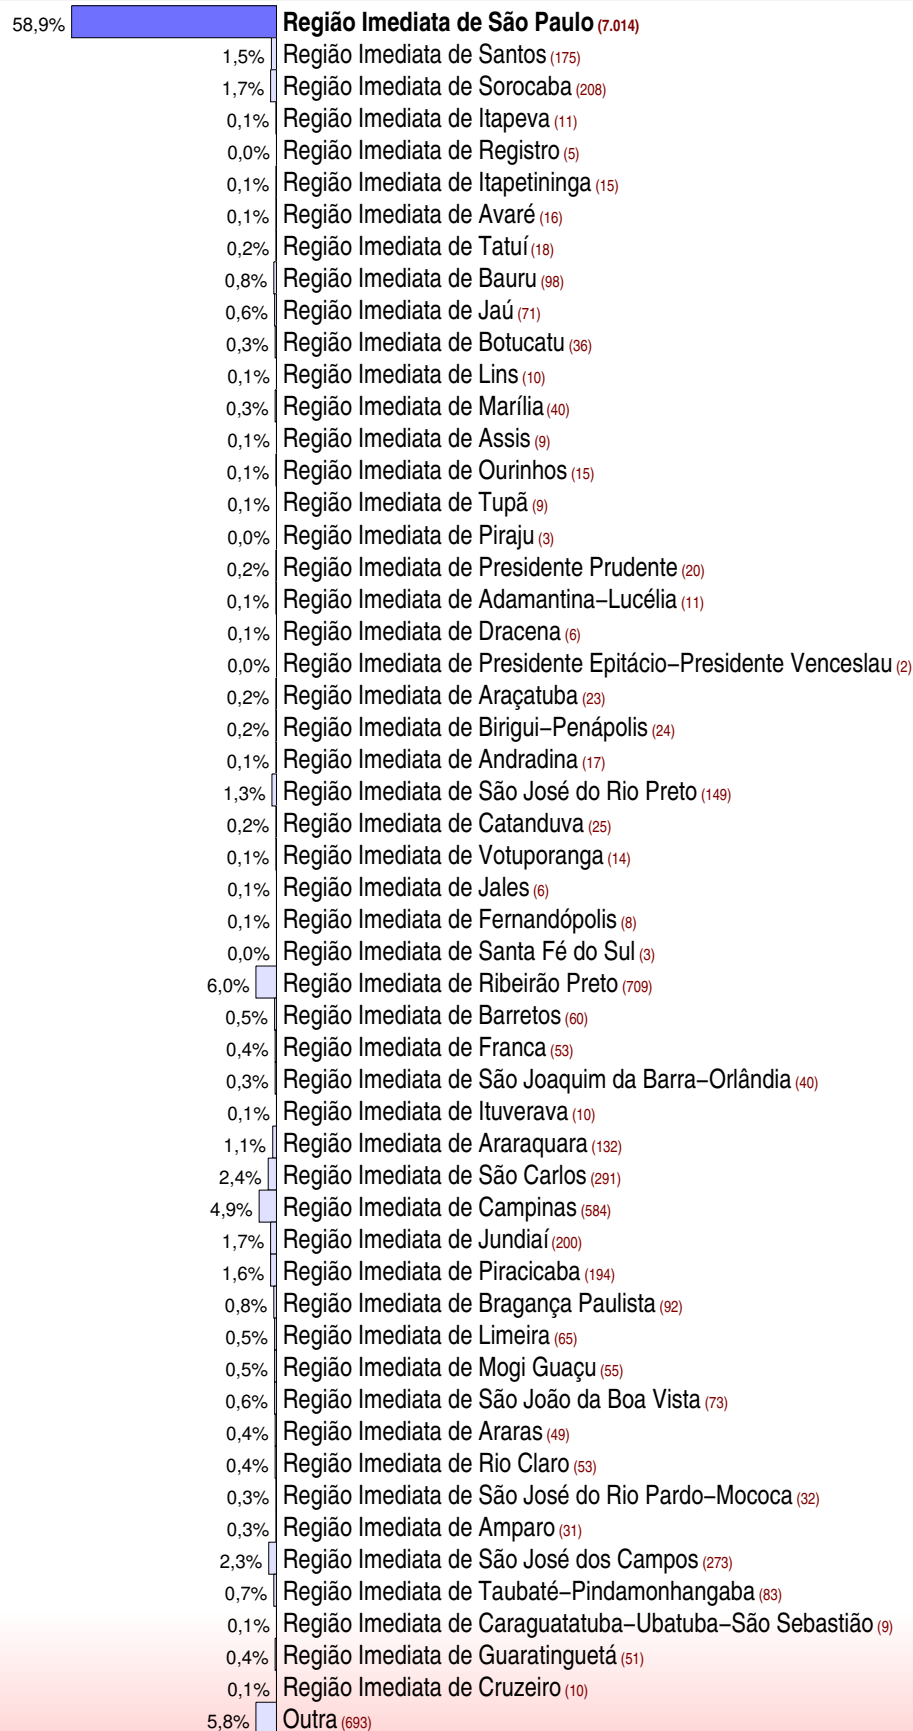 58,9% Região Imediata de São Paulo (7.014)
1,5% Região Imediata de Santos (175)
1,7% Região Imediata de Sorocaba (208)
0,1% Região Imediata de Itapeva (11)
0,0% Região Imediata de Registro (5)
0,1% Região Imediata de Itapetininga (15)
0,1% Região Imediata de Avaré (16)
0,2% Região Imediata de Tatuí (18)
0,8% Região Imediata de Bauru (98)
0,6% Região Imediata de Jaú (71)
0,3% Região Imediata de Botucatu (36)
0,1% Região Imediata de Lins (10)
0,3% Região Imediata de Marília (40)
0,1% Região Imediata de Assis (9)
0,1% Região Imediata de Ourinhos (15)
0,1% Região Imediata de Tupã (9)
0,0% Região Imediata de Piraju (3)
0,2% Região Imediata de Presidente Prudente (20)
0,1% Região Imediata de Adamantina–Lucélia (11)
0,1% Região Imediata de Dracena (6)
0,0% Região Imediata de Presidente Epitácio–Presidente Venceslau (2)
0,2% Região Imediata de Araçatuba (23)
0,2% Região Imediata de Birigui–Penápolis (24)
0,1% Região Imediata de Andradina (17)
1,3% Região Imediata de São José do Rio Preto (149)
0,2% Região Imediata de Catanduva (25)
0,1% Região Imediata de Votuporanga (14)
0,1% Região Imediata de Jales (6)
0,1% Região Imediata de Fernandópolis (8)
0,0% Região Imediata de Santa Fé do Sul (3)
6,0% Região Imediata de Ribeirão Preto (709)
0,5% Região Imediata de Barretos (60)
0,4% Região Imediata de Franca (53)
0,3% Região Imediata de São Joaquim da Barra–Orlândia (40)
0,1% Região Imediata de Ituverava (10)
1,1% Região Imediata de Araraquara (132)
2,4% Região Imediata de São Carlos (291)
4,9% Região Imediata de Campinas (584)
1,7% Região Imediata de Jundiaí (200)
1,6% Região Imediata de Piracicaba (194)
0,8% Região Imediata de Bragança Paulista (92)
0,5% Região Imediata de Limeira (65)
0,5% Região Imediata de Mogi Guaçu (55)
0,6% Região Imediata de São João da Boa Vista (73)
0,4% Região Imediata de Araras (49)
0,4% Região Imediata de Rio Claro (53)
0,3% Região Imediata de São José do Rio Pardo–Mococa (32)
0,3% Região Imediata de Amparo (31)
2,3% Região Imediata de São José dos Campos (273)
0,7% Região Imediata de Taubaté–Pindamonhangaba (83)
0,1% Região Imediata de Caraguatatuba–Ubatuba–São Sebastião (9)
0,4% Região Imediata de Guaratinguetá (51)
0,1% Região Imediata de Cruzeiro (10)
5,8% Outra (693)